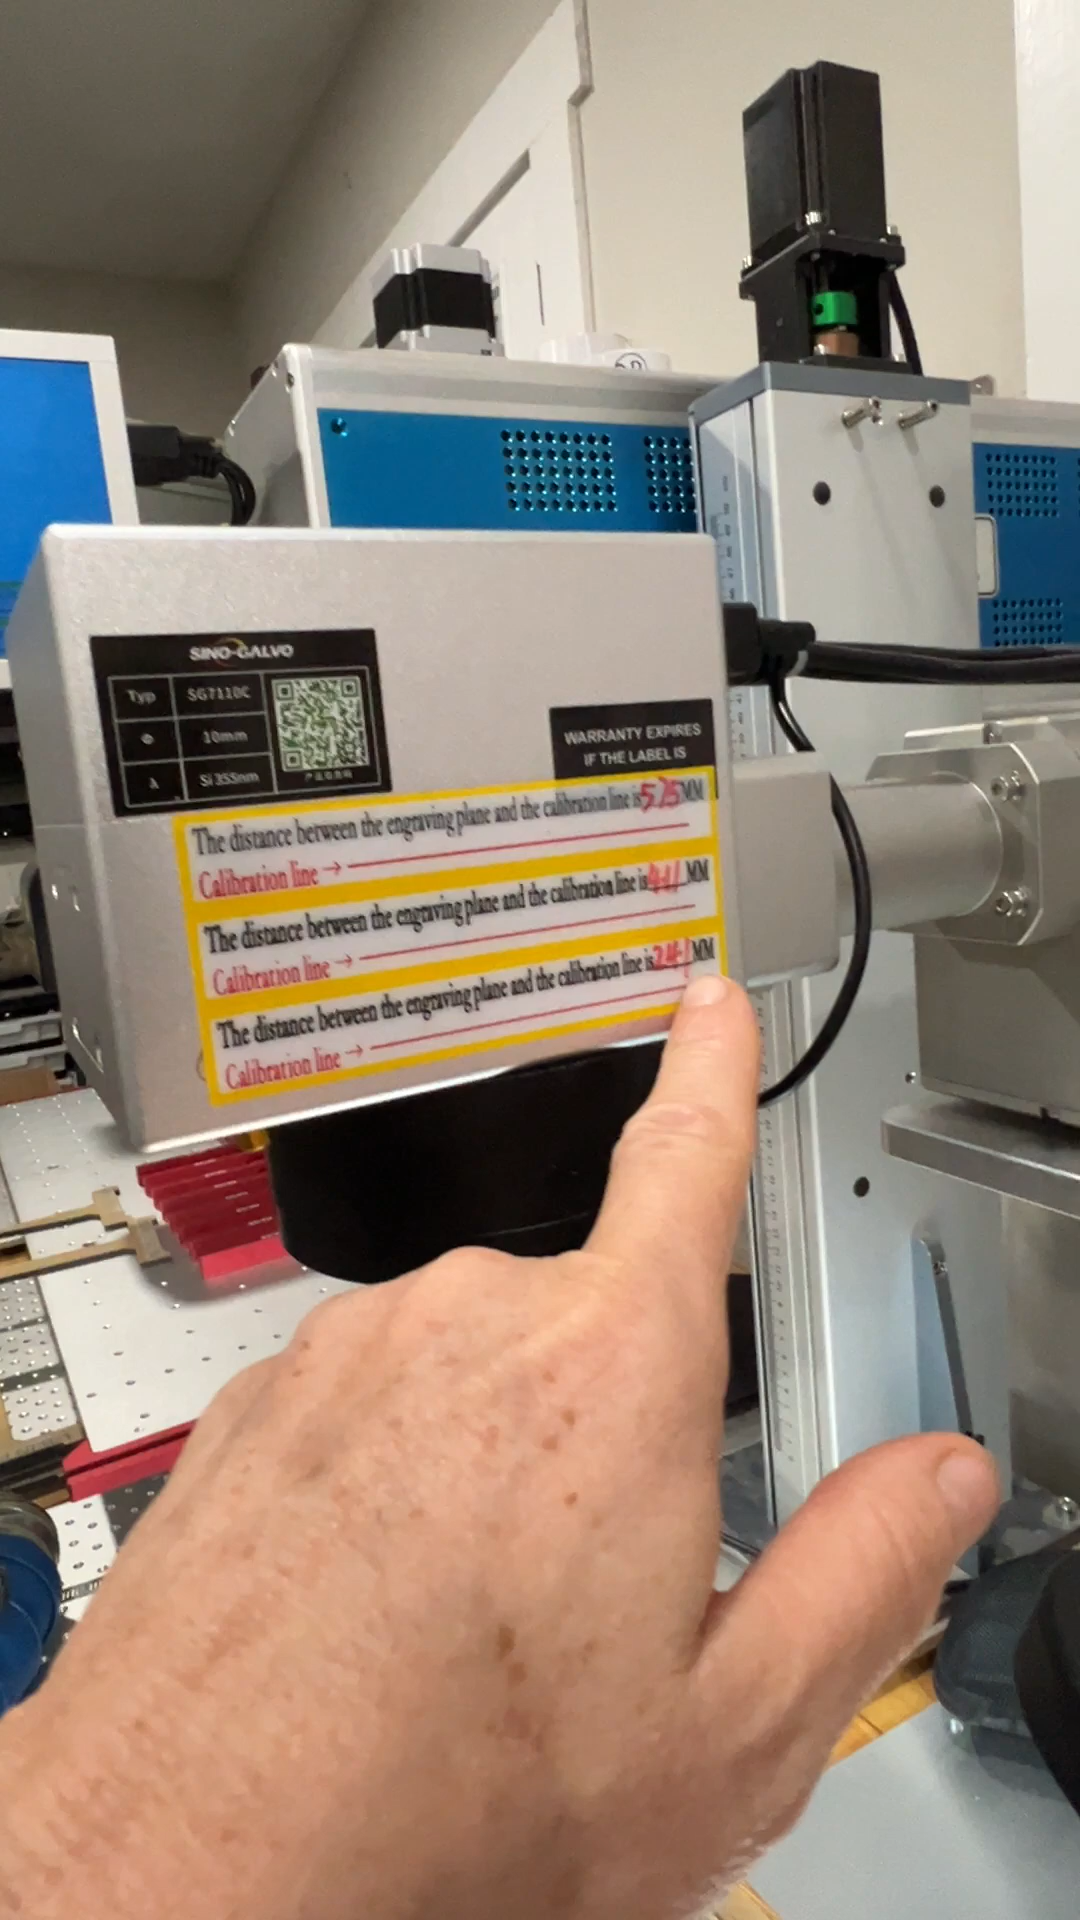 SINO-GALVO
Typ SG7110C
Φ 10mm
λ Si 355nm
WARRANTY EXPIRES
IF THE LABEL IS
The distance between the engraving plane and the calibration line is 575 MM
Calibration line →
The distance between the engraving plane and the calibration line is 411 MM
Calibration line →
The distance between the engraving plane and the calibration line is MM
Calibration line →